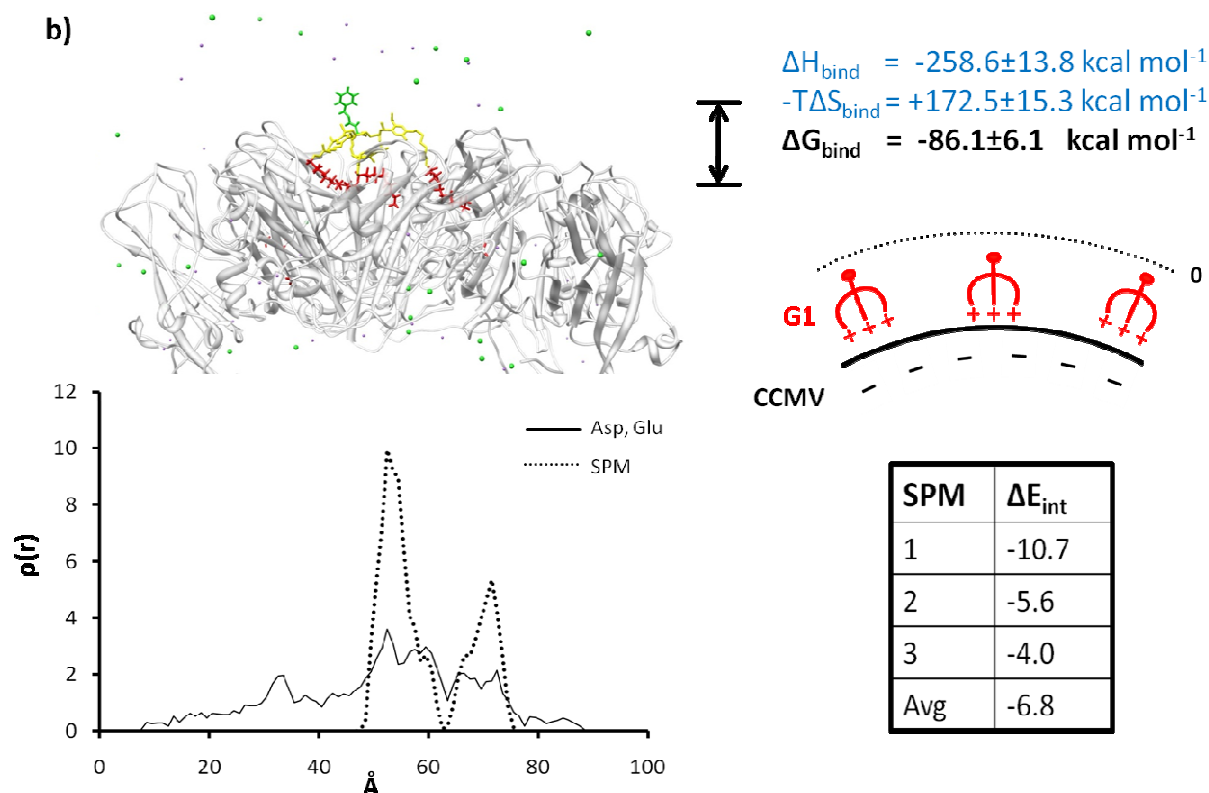 b)
ΔHbind = -258.6±13.8 kcal mol-1
-TΔSbind = +172.5±15.3 kcal mol-1
ΔGbind = -86.1±6.1 kcal mol-1
0
G1
CCMV
12
10
8
6
4
2
0
ρ(r)
Asp, Glu
SPM
0 20 40 60 80 100
Å
SPM ΔEint
1 -10.7
2 -5.6
3 -4.0
Avg -6.8